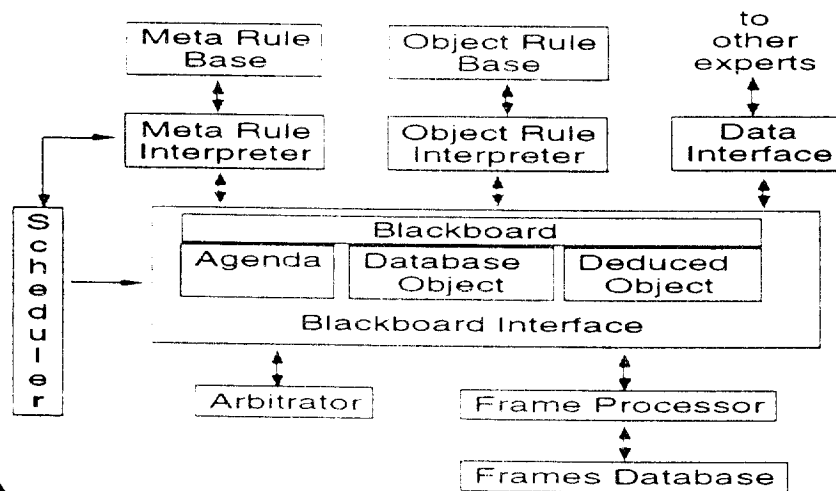 Meta Rule
Base
Object Rule
Base
to
other
experts
Meta Rule
Interpreter
Object Rule
Interpreter
Data
Interface
Scheduler
Blackboard
Agenda
Database
Object
Deduced
Object
Blackboard Interface
Arbitrator
Frame Processor
Frames Database